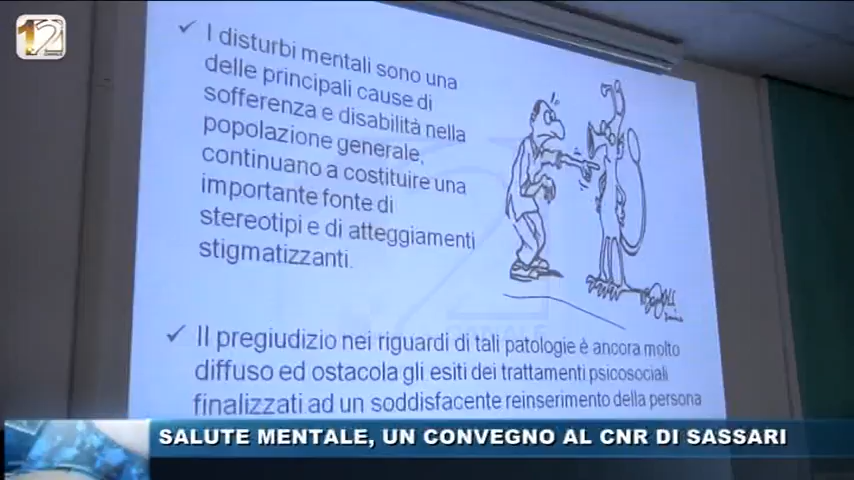 12
I disturbi mentali sono una
delle principali cause di
sofferenza e disabilità nella
popolazione generale,
continuano a costituire una
importante fonte di
stereotipi e di atteggiamenti
stigmatizzanti.
Il pregiudizio nei riguardi di tali patologie è ancora molto
diffuso ed ostacola gli esiti dei trattamenti psicosociali
finalizzati ad un soddisfacente reinserimento della persona
SALUTE MENTALE, UN CONVEGNO AL CNR DI SASSARI